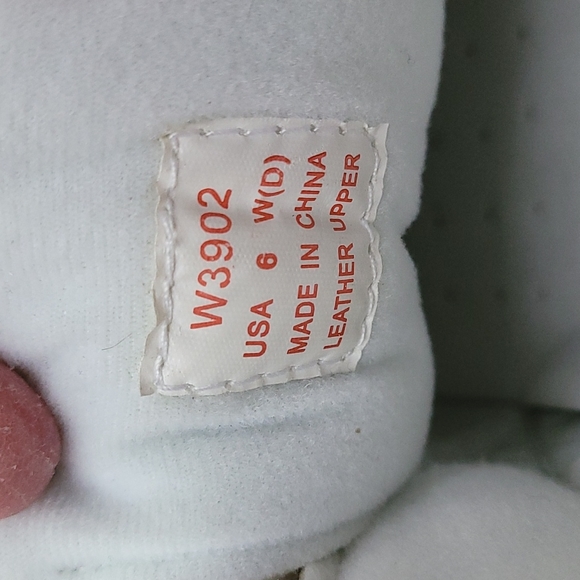 W3902
USA 6 W(D)
MADE IN CHINA
LEATHER UPPER